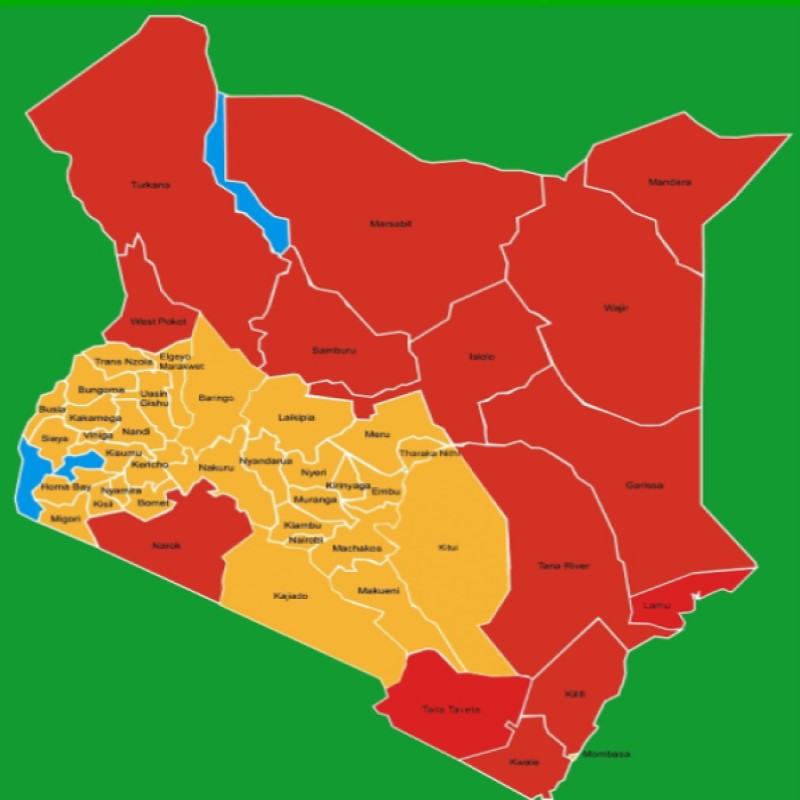 Turkana
Mandera
Marsabit
Wajir
West Pokot
Samburu
Isiolo
Trans Nzoia
Elgeyo
Marakwet
Bungoma
Uasin
Gishu
Baringo
Busia
Kakamega
Laikipia
Siaya
Vihiga
Nandi
Meru
Kisumu
Kericho
Nakuru
Nyandarua
Tharaka Nithi
Nyeri
Homa Bay
Nyamira
Kirinyaga
Embu
Garissa
Kisii
Bomet
Muranga
Migori
Kiambu
Nairobi
Narok
Machakos
Kitui
Tana River
Kajiado
Makueni
Lamu
Kilifi
Taita Taveta
Mombasa
Kwale